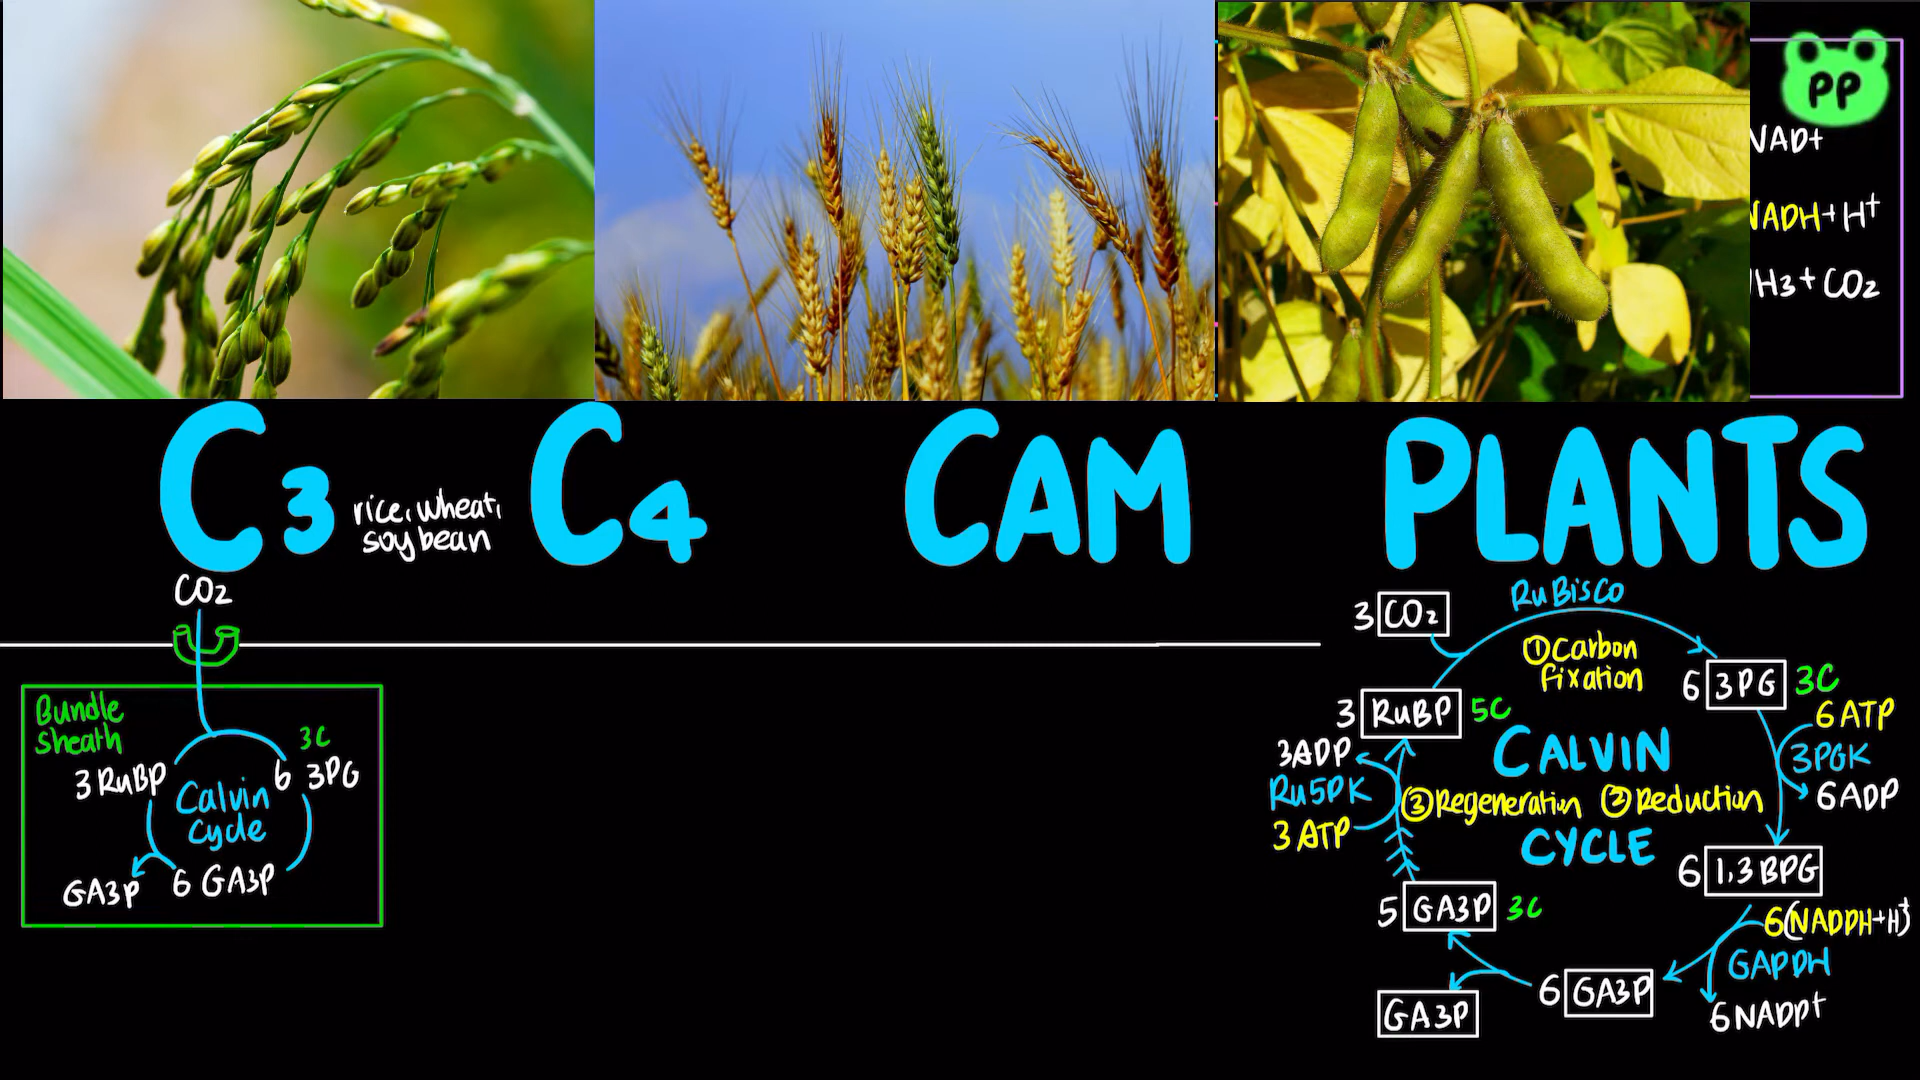 PP
NAD+
NADH+H+
NH3+CO2
C3
rice, wheat,
soybean
C4
CAM
PLANTS
CO2
Bundle
Sheath
3C
3 RuBP
6 3PG
Calvin
Cycle
GA3P
6 GA3P
3 CO2
RuBisCo
①Carbon
fixation
6 3PG 3C
3 RuBP 5C
6ATP
3PGK
6ADP
CALVIN
3ADP
Ru5PK
3 ATP
③Regeneration ②Reduction
CYCLE
6 1,3 BPG
5 GA3P 3C
6(NADPH+H+)
GAPDH
6NADP+
6 GA3P
GA3P